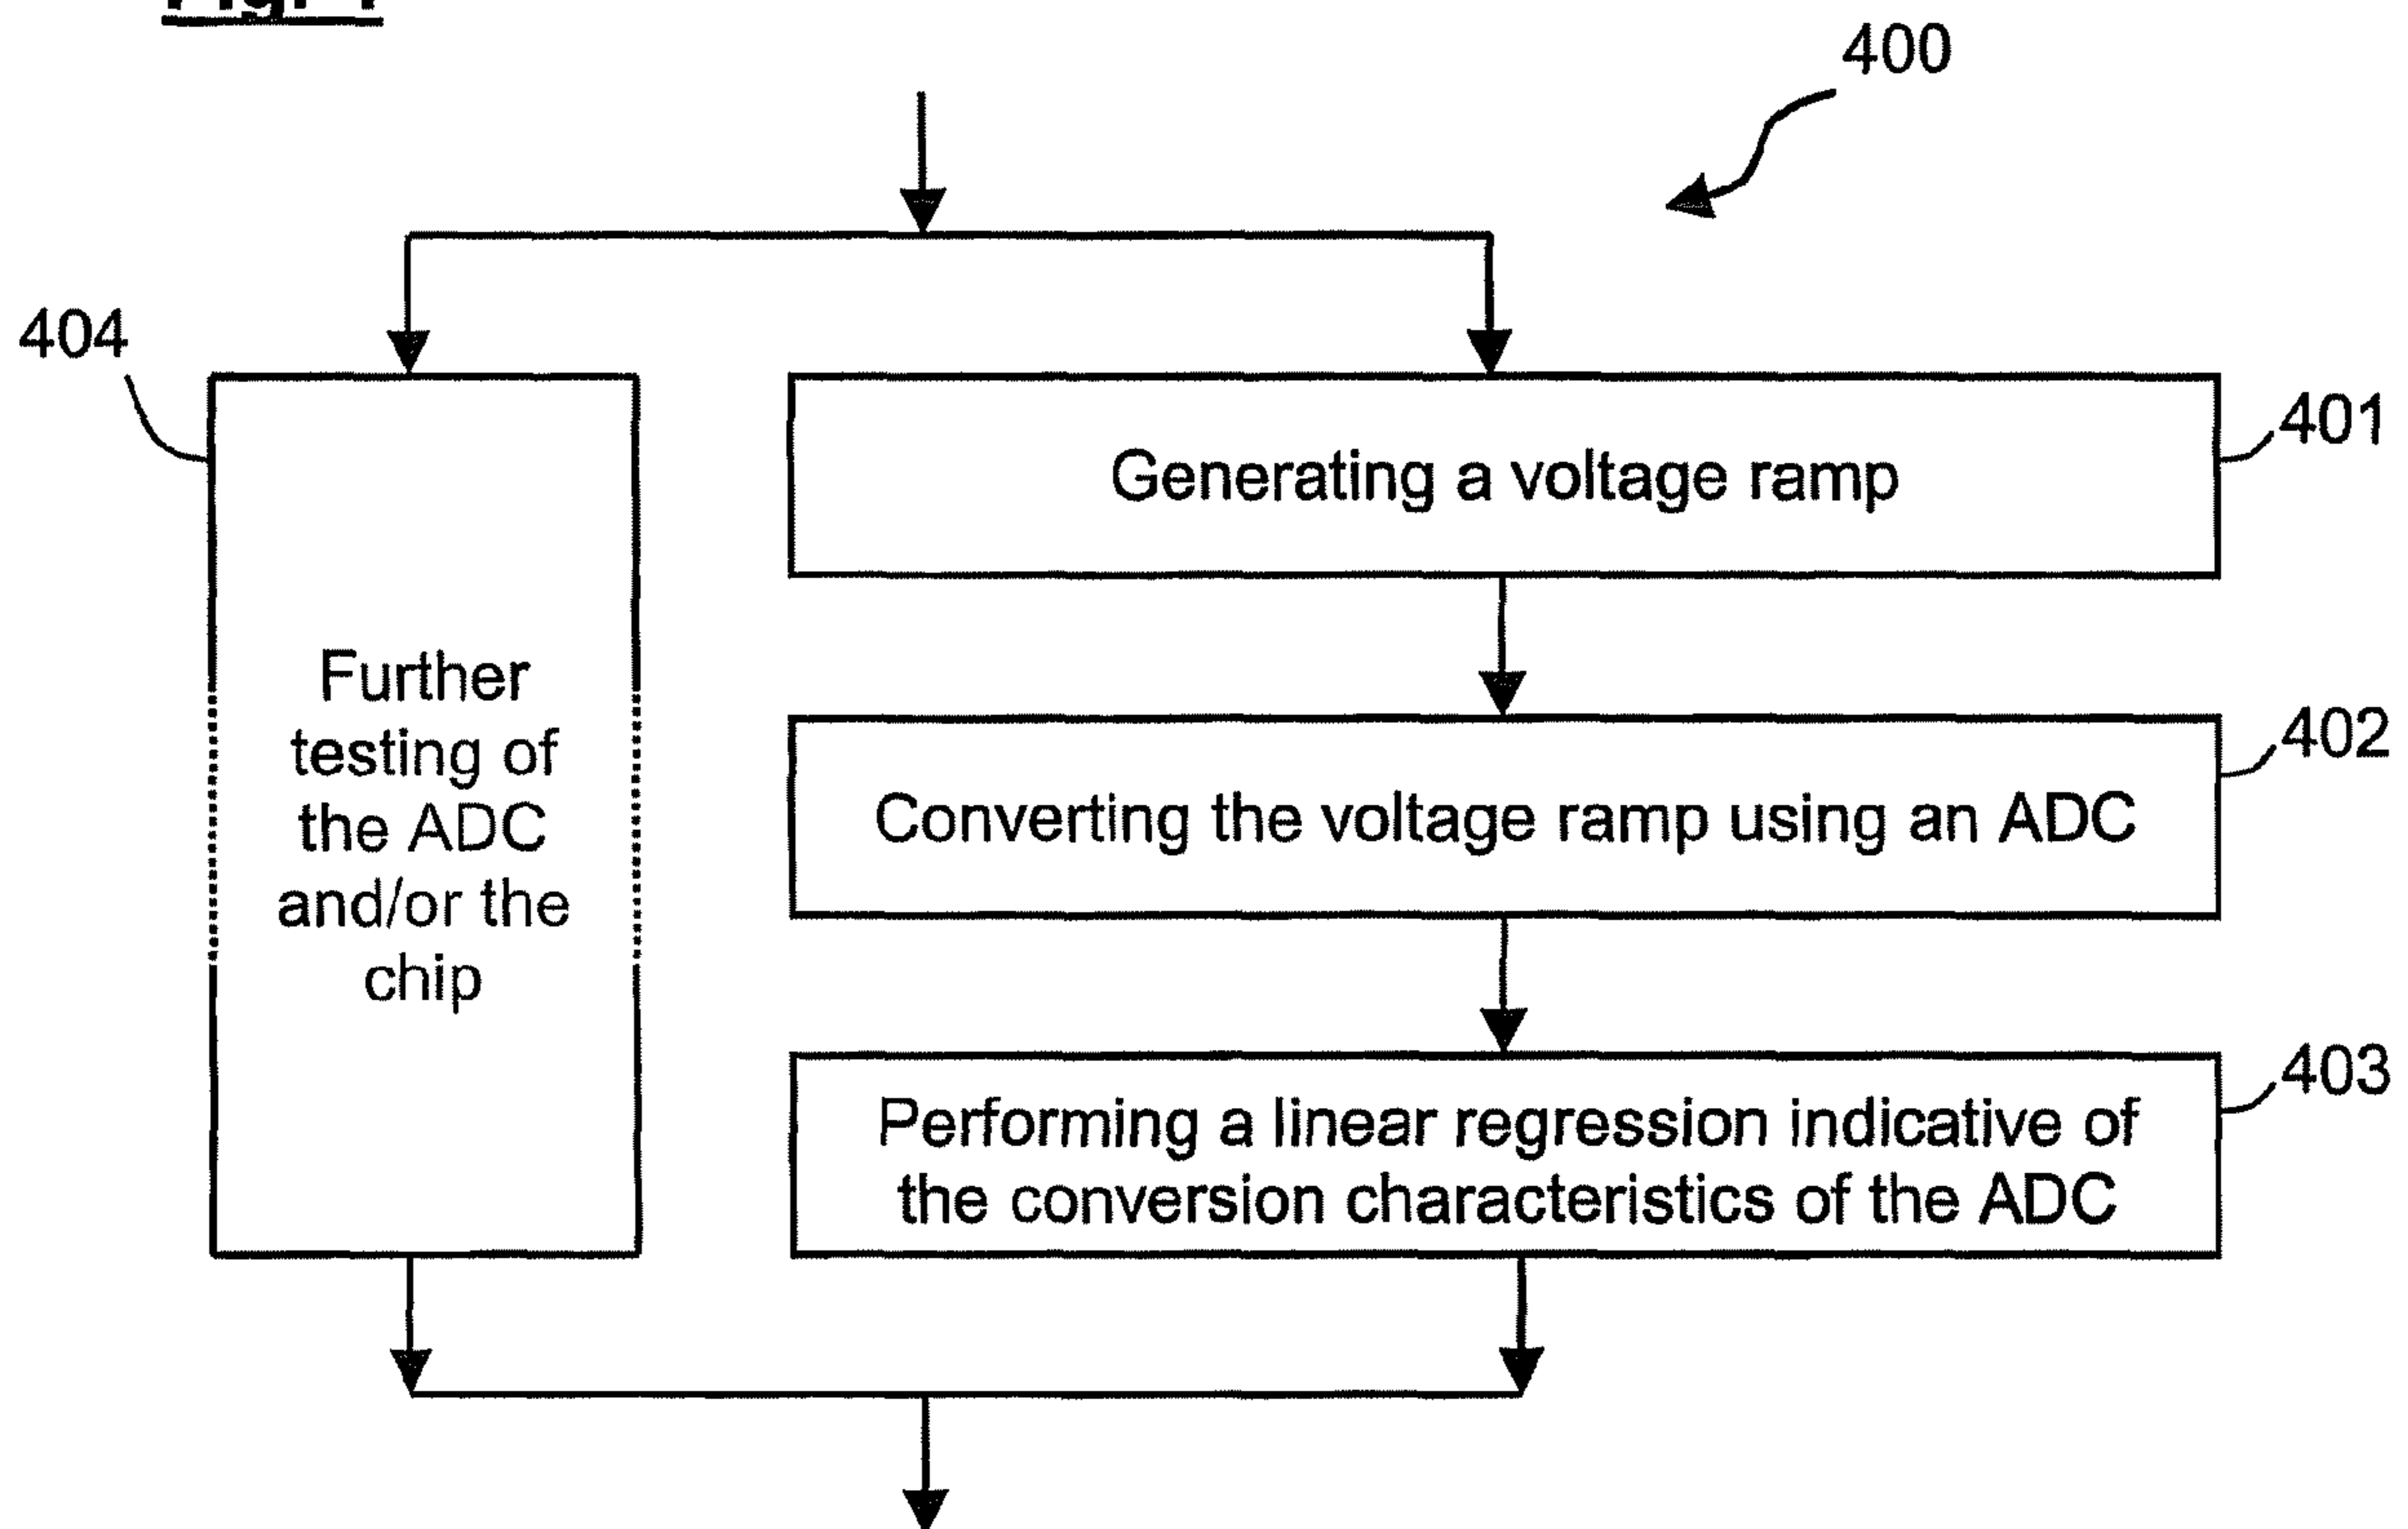 400
404
Generating a voltage ramp
401
Further
testing of
the ADC
and/or the
chip
Converting the voltage ramp using an ADC
402
Performing a linear regression indicative of
the conversion characteristics of the ADC
403